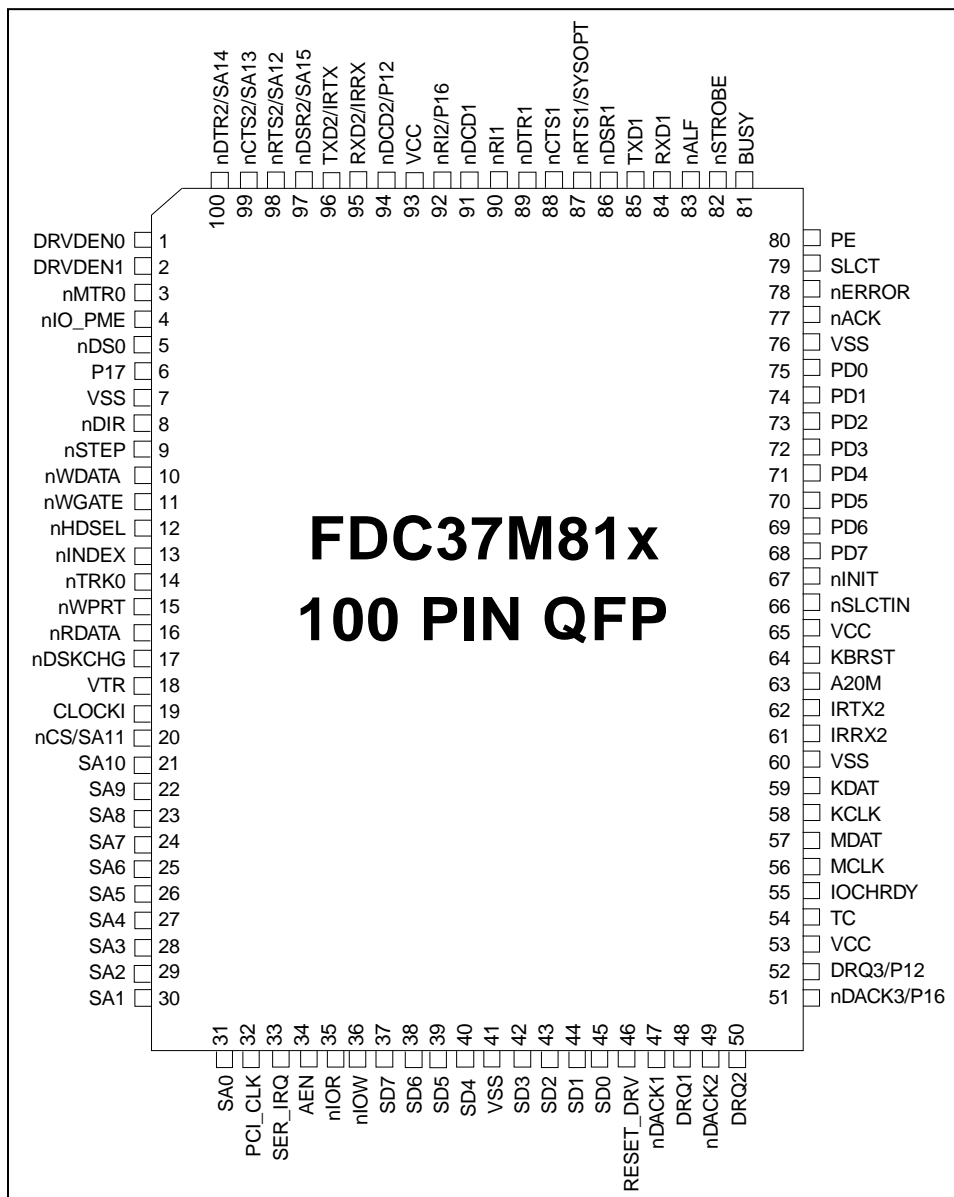 nDTR2/SA14
nCTS2/SA13
nRTS2/SA12
nDSR2/SA15
TXD2/IRTX
RXD2/IRRX
nDCD2/P12
VCC
nRI2/P16
nDCD1
nRI1
nDTR1
nCTS1
nRTS1/SYSOPT
nDSR1
TXD1
RXD1
nALF
nSTROBE
BUSY
100
99
98
97
96
95
94
93
92
91
90
89
88
87
86
85
84
83
82
81
DRVDEN0 1
DRVDEN1 2
nMTR0 3
nIO_PME 4
nDS0 5
P17 6
VSS 7
nDIR 8
nSTEP 9
nWDATA 10
nWGATE 11
nHDSEL 12
nINDEX 13
nTRK0 14
nWPRT 15
nRDATA 16
nDSKCHG 17
VTR 18
CLOCKI 19
nCS/SA11 20
SA10 21
SA9 22
SA8 23
SA7 24
SA6 25
SA5 26
SA4 27
SA3 28
SA2 29
SA1 30
FDC37M81x
100 PIN QFP
80 PE
79 SLCT
78 nERROR
77 nACK
76 VSS
75 PD0
74 PD1
73 PD2
72 PD3
71 PD4
70 PD5
69 PD6
68 PD7
67 nINIT
66 nSLCTIN
65 VCC
64 KBRST
63 A20M
62 IRTX2
61 IRRX2
60 VSS
59 KDAT
58 KCLK
57 MDAT
56 MCLK
55 IOCHRDY
54 TC
53 VCC
52 DRQ3/P12
51 nDACK3/P16
31
32
33
34
35
36
37
38
39
40
41
42
43
44
45
46
47
48
49
50
SA0
PCI_CLK
SER_IRQ
AEN
nIOR
nIOW
SD7
SD6
SD5
SD4
VSS
SD3
SD2
SD1
SD0
RESET_DRV
nDACK1
DRQ1
nDACK2
DRQ2